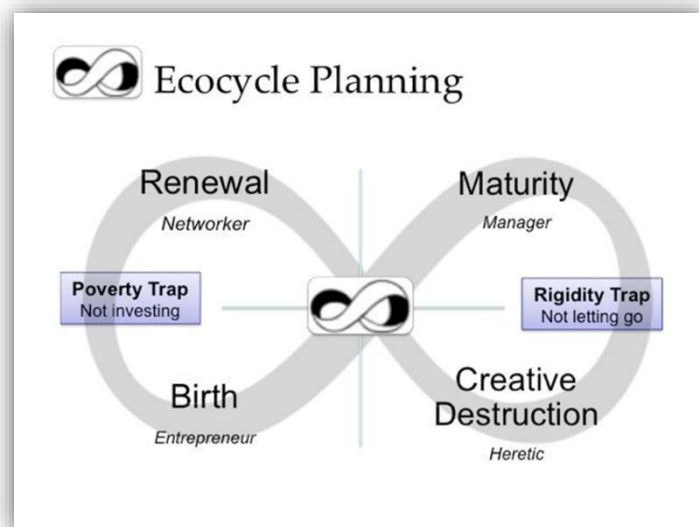 Ecocycle Planning
Renewal
Networker
Maturity
Manager
Poverty Trap
Not investing
Rigidity Trap
Not letting go
Birth
Entrepreneur
Creative
Destruction
Heretic